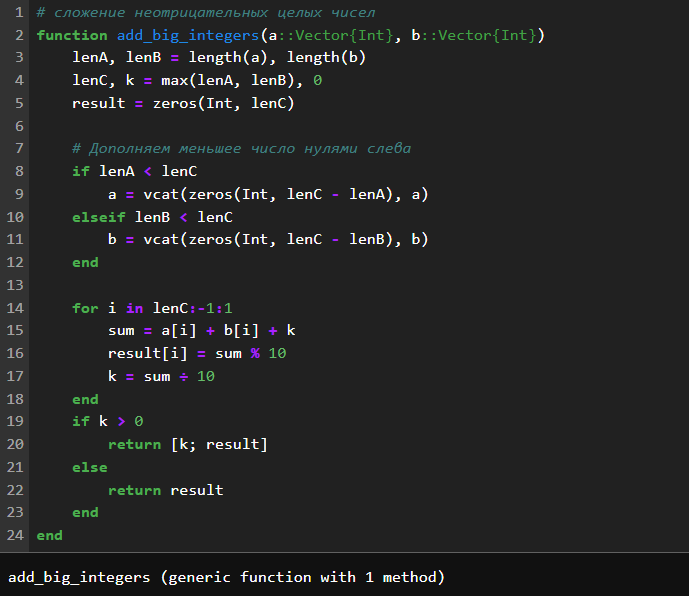 1 # сложение неотрицательных целых чисел
2 function add_big_integers(a::Vector{Int}, b::Vector{Int})
3     lenA, lenB = length(a), length(b)
4     lenC, k = max(lenA, lenB), 0
5     result = zeros(Int, lenC)
6
7     # Дополняем меньшее число нулями слева
8     if lenA < lenC
9         a = vcat(zeros(Int, lenC - lenA), a)
10     elseif lenB < lenC
11         b = vcat(zeros(Int, lenC - lenB), b)
12     end
13
14     for i in lenC:-1:1
15         sum = a[i] + b[i] + k
16         result[i] = sum % 10
17         k = sum ÷ 10
18     end
19     if k > 0
20         return [k; result]
21     else
22         return result
23     end
24 end
add_big_integers (generic function with 1 method)